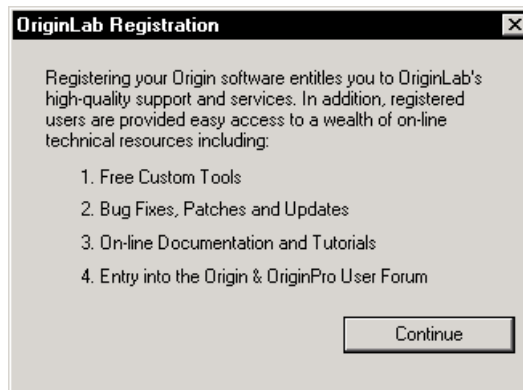 OriginLab Registration
Registering your Origin software entitles you to OriginLab's
high-quality support and services. In addition, registered
users are provided easy access to a wealth of on-line
technical resources including:
1. Free Custom Tools
2. Bug Fixes, Patches and Updates
3. On-line Documentation and Tutorials
4. Entry into the Origin & OriginPro User Forum
Continue